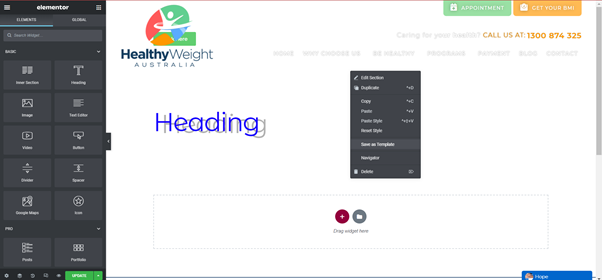 elementor
ELEMENTS
GLOBAL
Search Widget...
BASIC
Inner Section
Heading
Image
Text Editor
Video
Button
Divider
Spacer
Google Maps
Icon
PRO
Posts
Portfolio
UPDATE
APPOINTMENT
GET YOUR BMI
Caring for your health? CALL US AT: 1300 874 325
HealthyWeight
AUSTRALIA
HOME WHY CHOOSE US BE HEALTHY PROGRAMS PAYMENT BLOG CONTACT
Heading
Edit Section
Duplicate ^+D
Copy ^+C
Paste ^+V
Paste Style ^+⇧+V
Reset Style
Save as Template
Navigator
Delete
Drag widget here
Hope